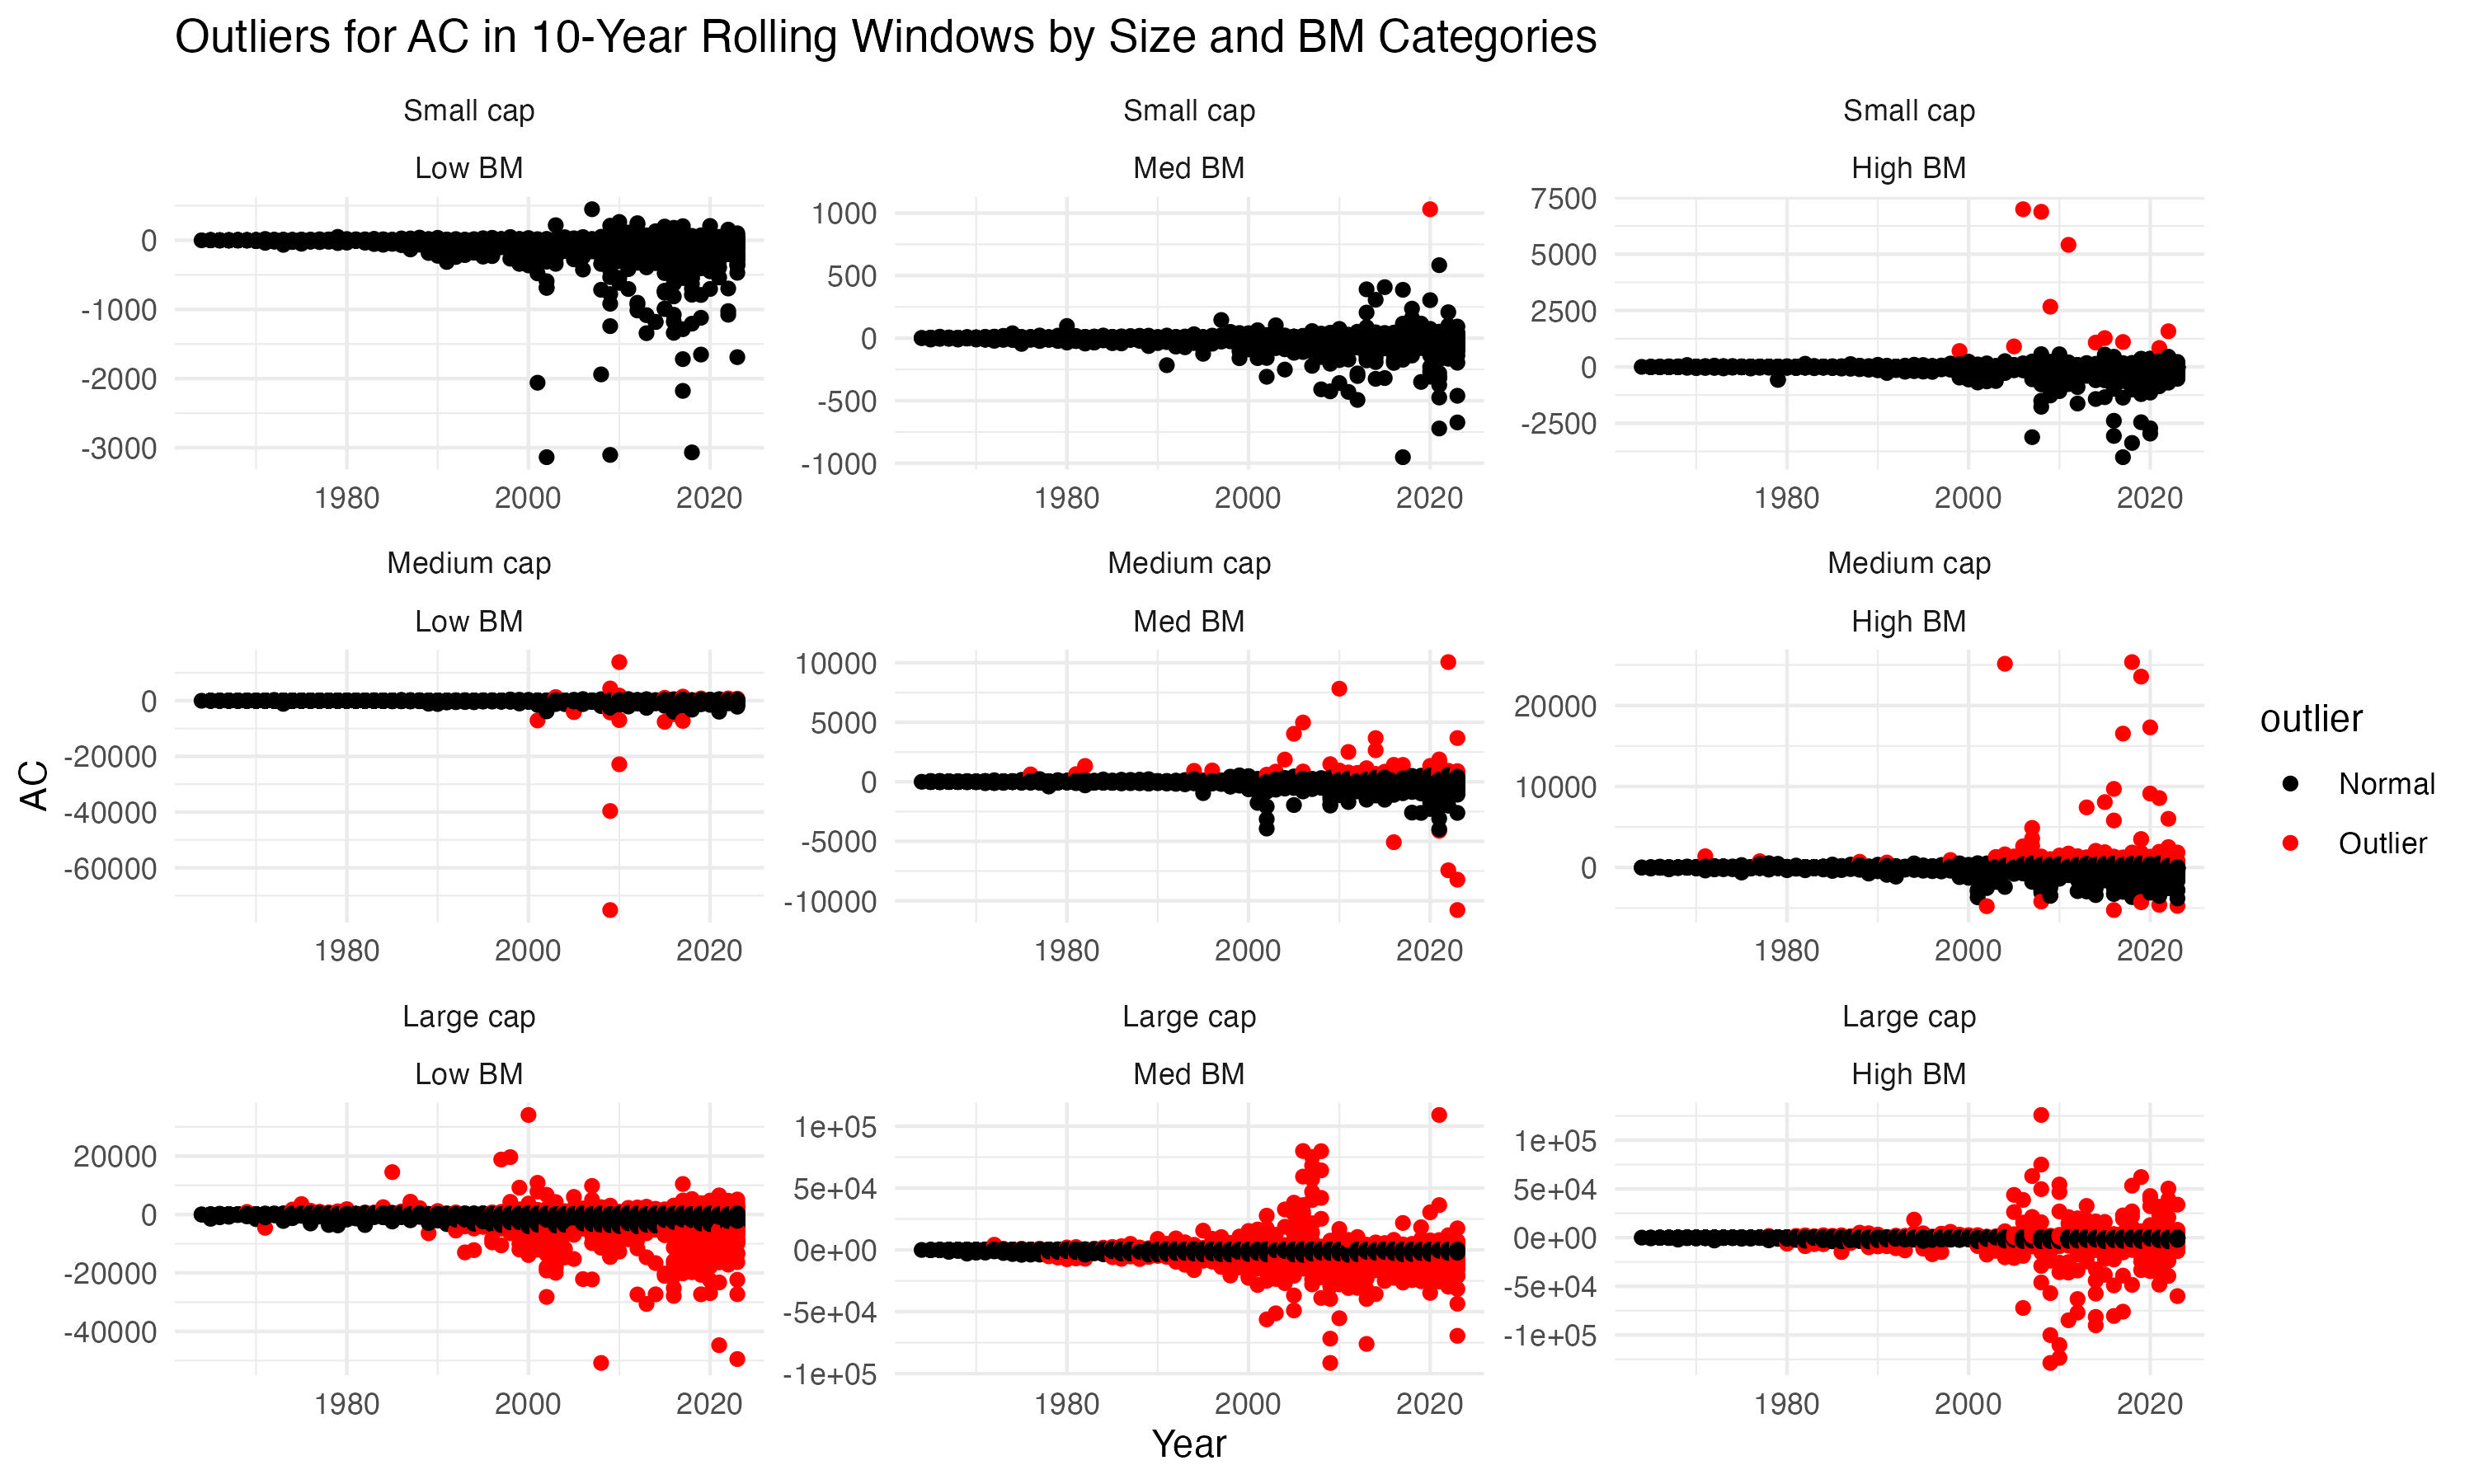 Outliers for AC in 10-Year Rolling Windows by Size and BM Categories
Small cap
Low BM
0
-1000
-2000
-3000
1980 2000 2020
Small cap
Med BM
1000
500
0
-500
-1000
1980 2000 2020
Small cap
High BM
7500
5000
2500
0
-2500
1980 2000 2020
AC
Medium cap
Low BM
0
-20000
-40000
-60000
1980 2000 2020
Medium cap
Med BM
10000
5000
0
-5000
-10000
1980 2000 2020
Medium cap
High BM
20000
10000
0
1980 2000 2020
Large cap
Low BM
20000
0
-20000
-40000
1980 2000 2020
Large cap
Med BM
1e+05
5e+04
0e+00
-5e+04
-1e+05
1980 2000 2020
Large cap
High BM
1e+05
5e+04
0e+00
-5e+04
-1e+05
1980 2000 2020
Year
outlier
Normal
Outlier